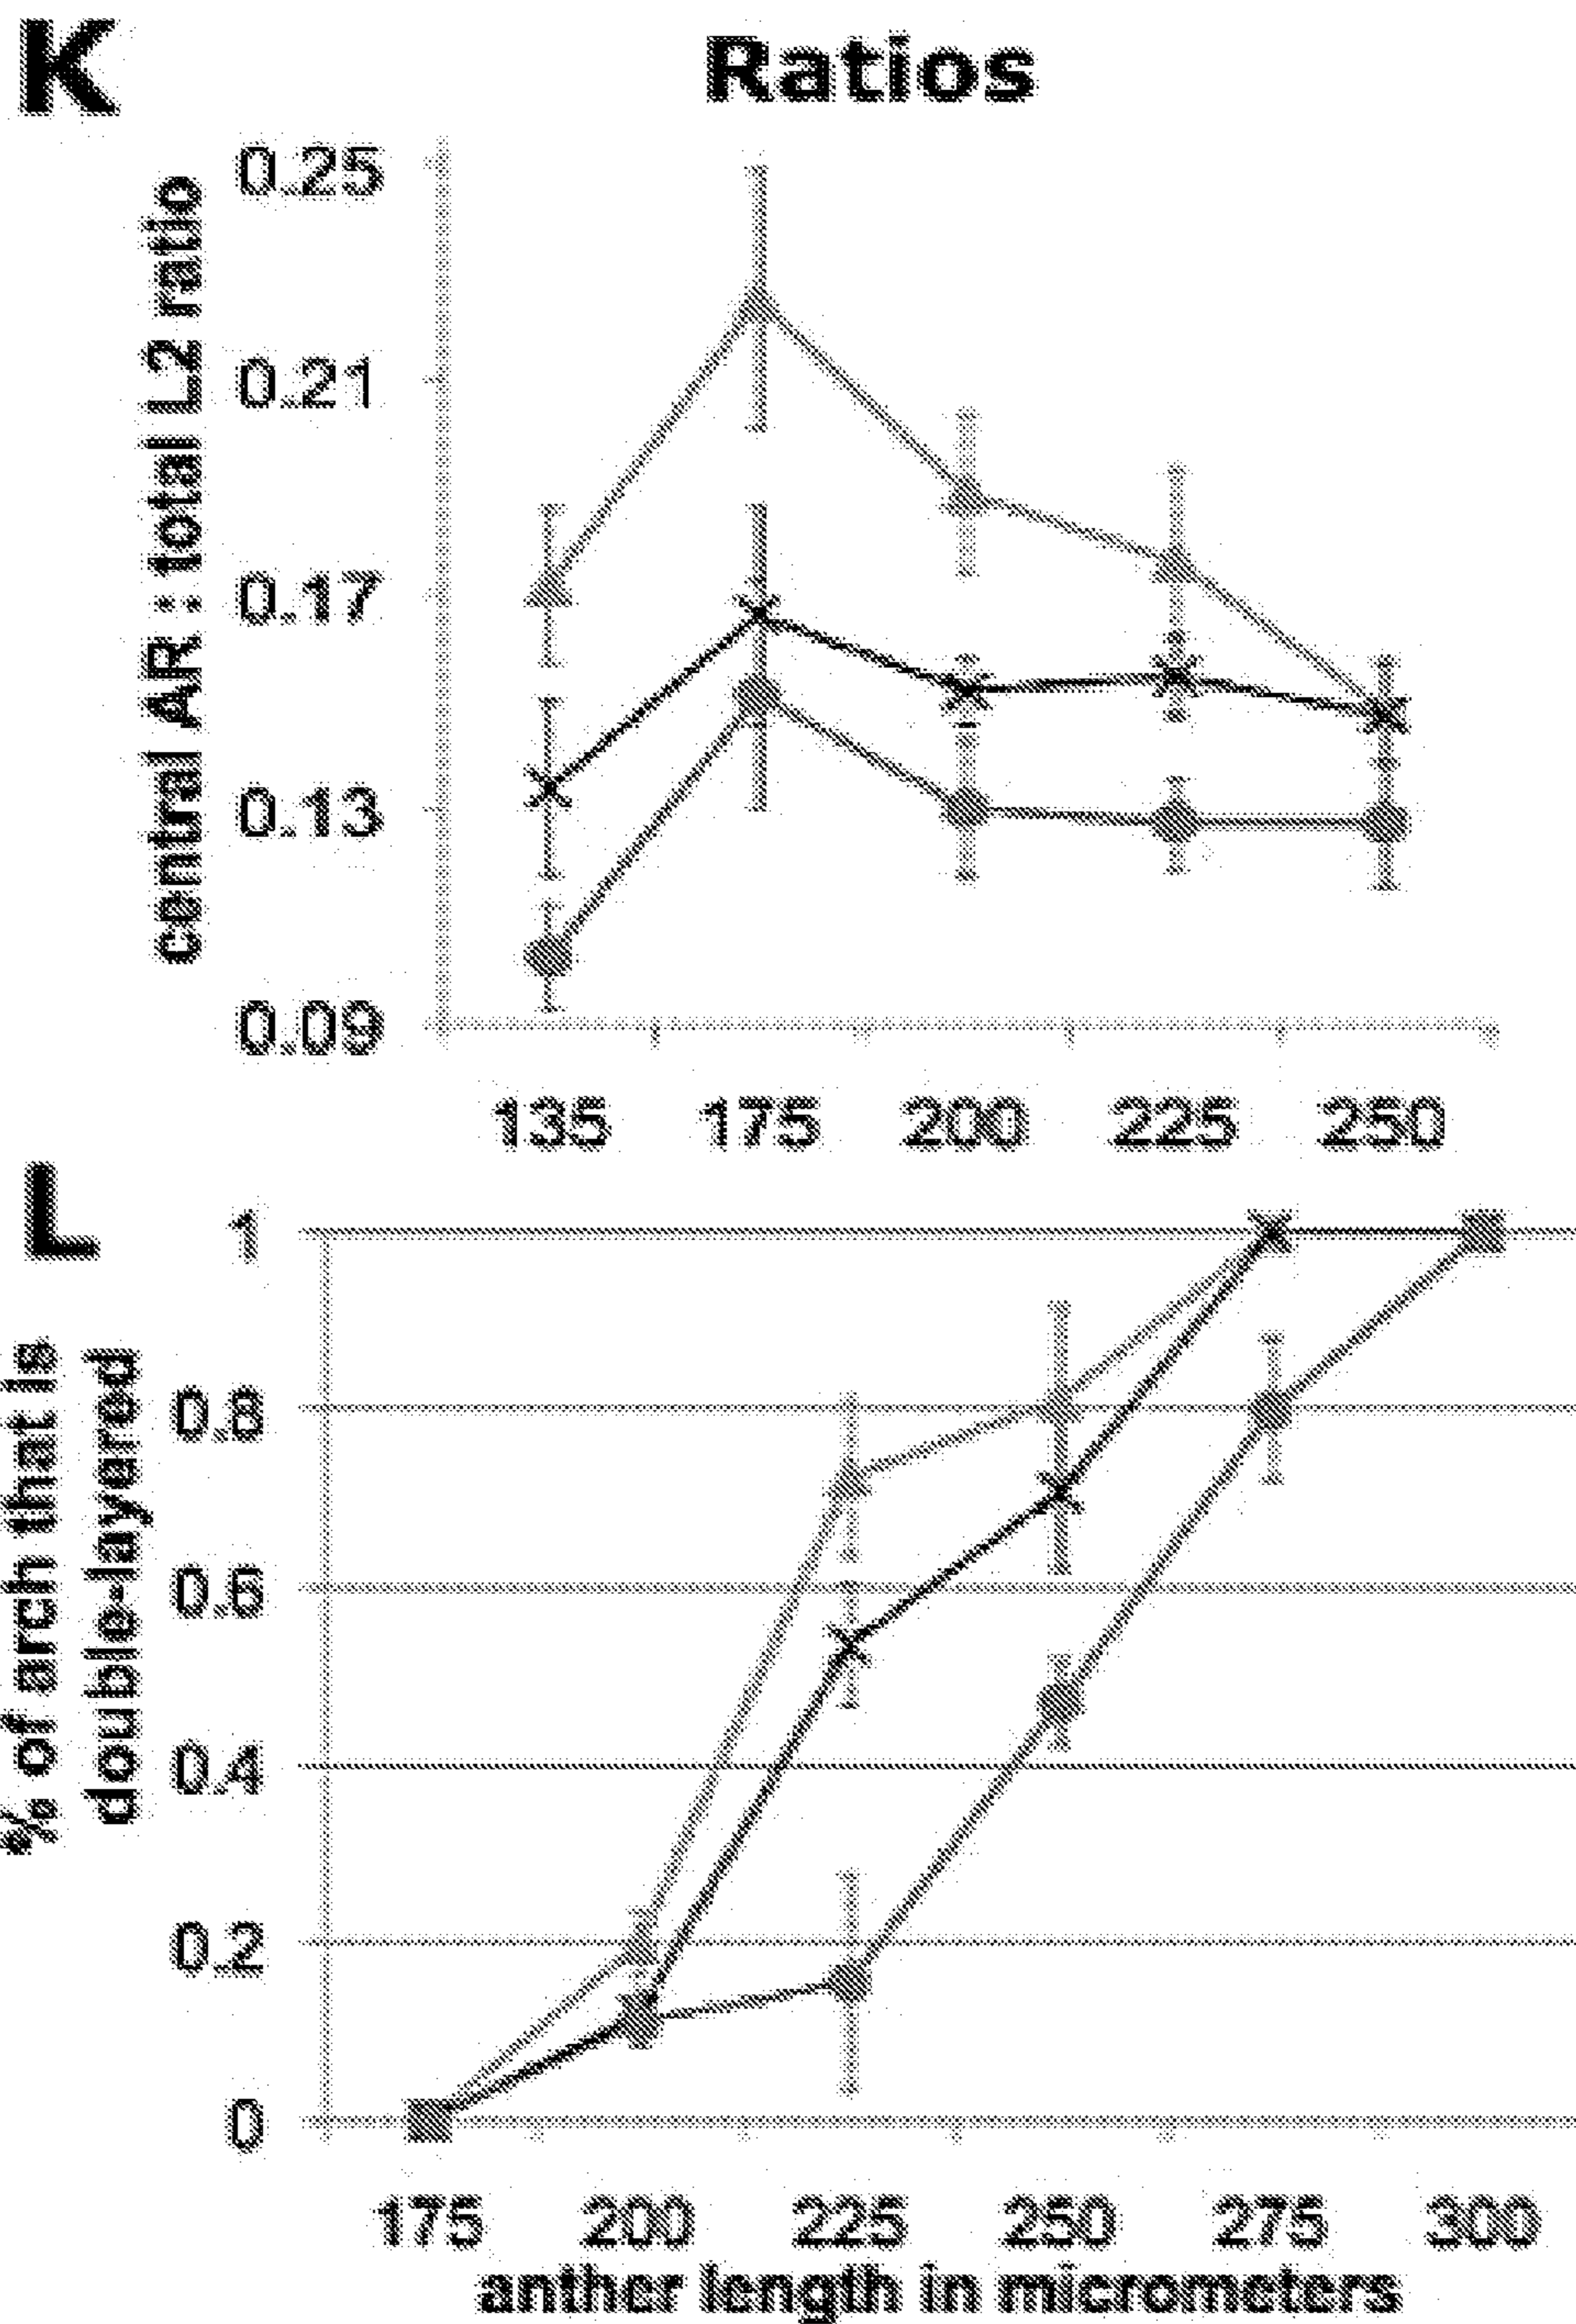 K
Ratios
central AR : total L2 ratio
0.25
0.21
0.17
0.13
0.09
135 175 200 225 250
L
% of arch that is
double-layered
1
0.8
0.6
0.4
0.2
0
175 200 225 250 275 300
anther length in micrometers